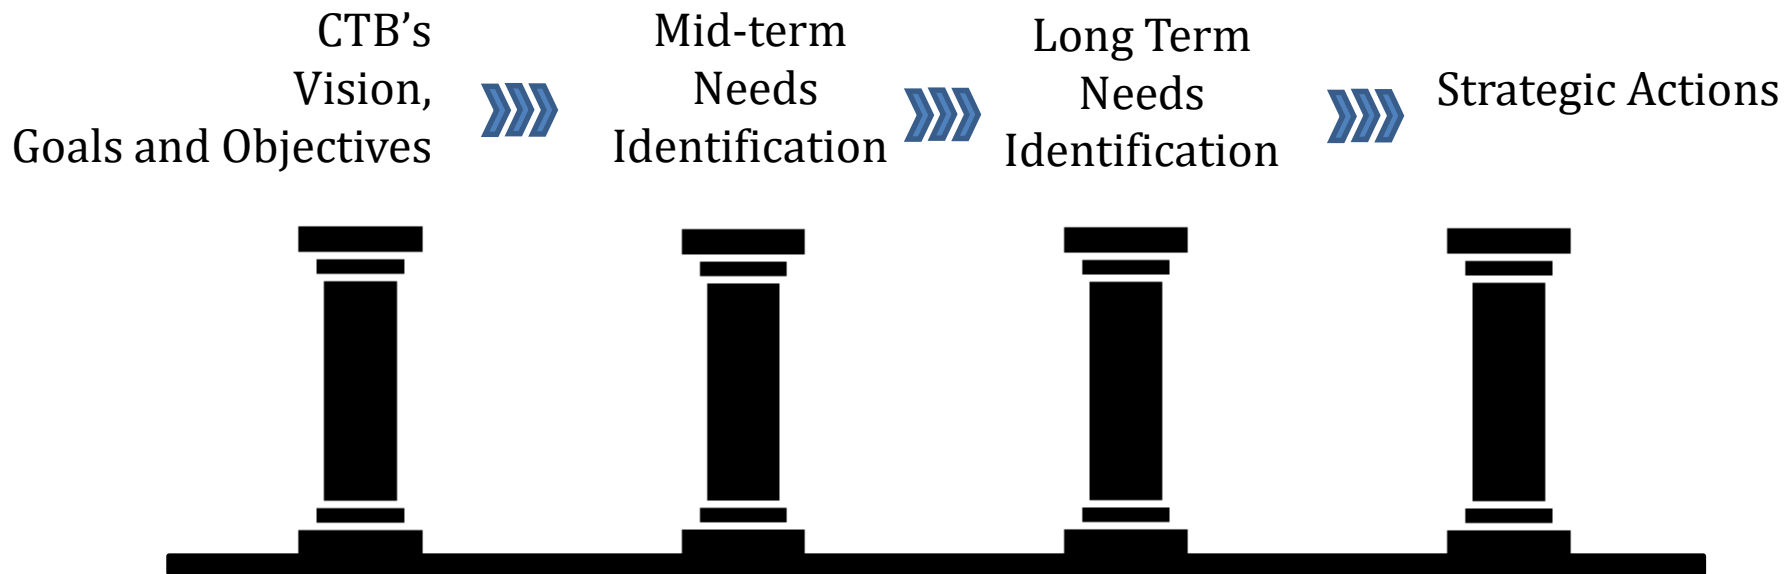 CTB’s
Vision,
Goals and Objectives
Mid-term
Needs
Identification
Long Term
Needs
Identification
Strategic Actions